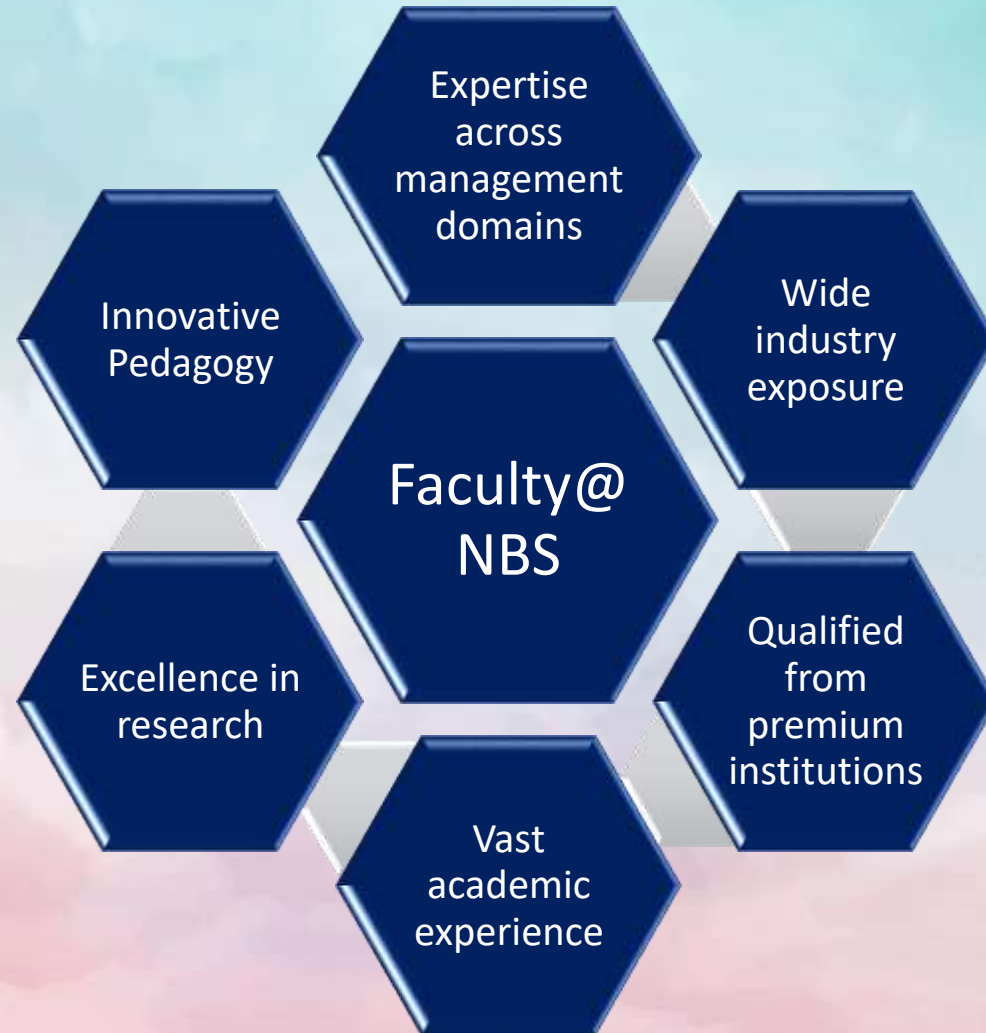 Expertise
across
management
domains
Wide
industry
exposure
Qualified
from
premium
institutions
Vast
academic
experience
Excellence in
research
Innovative
Pedagogy
Faculty@
NBS